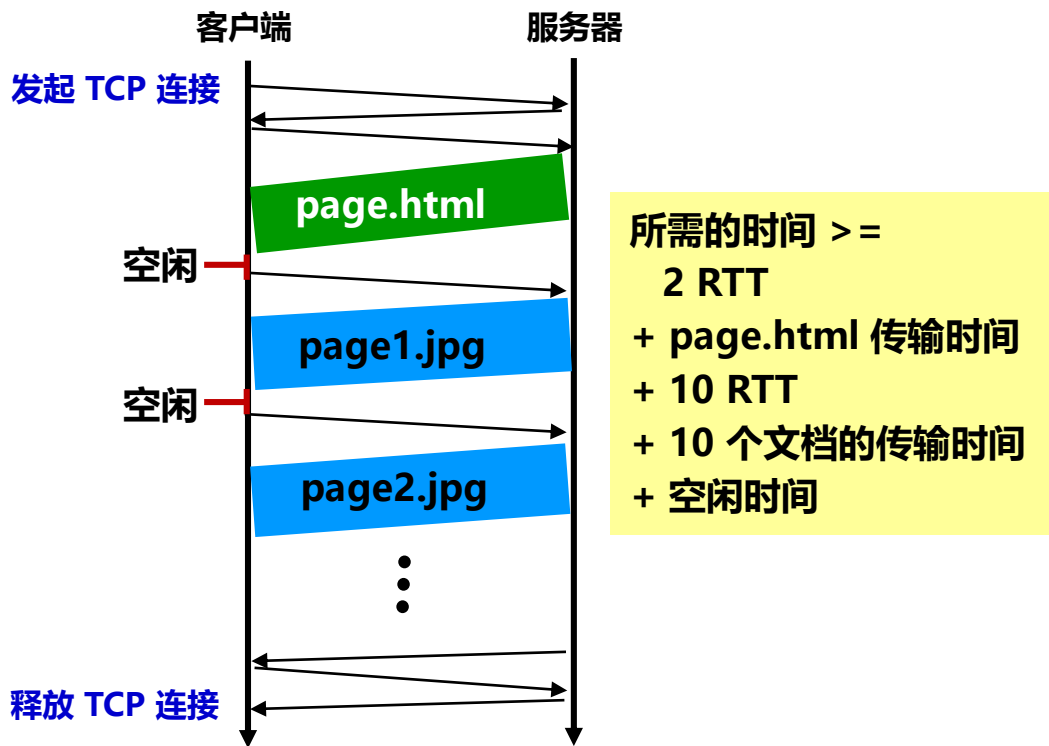 客户端
服务器
发起 TCP 连接
page.html
空闲
page1.jpg
空闲
page2.jpg
释放 TCP 连接
所需的时间 >=
2 RTT
+ page.html 传输时间
+ 10 RTT
+ 10 个文档的传输时间
+ 空闲时间